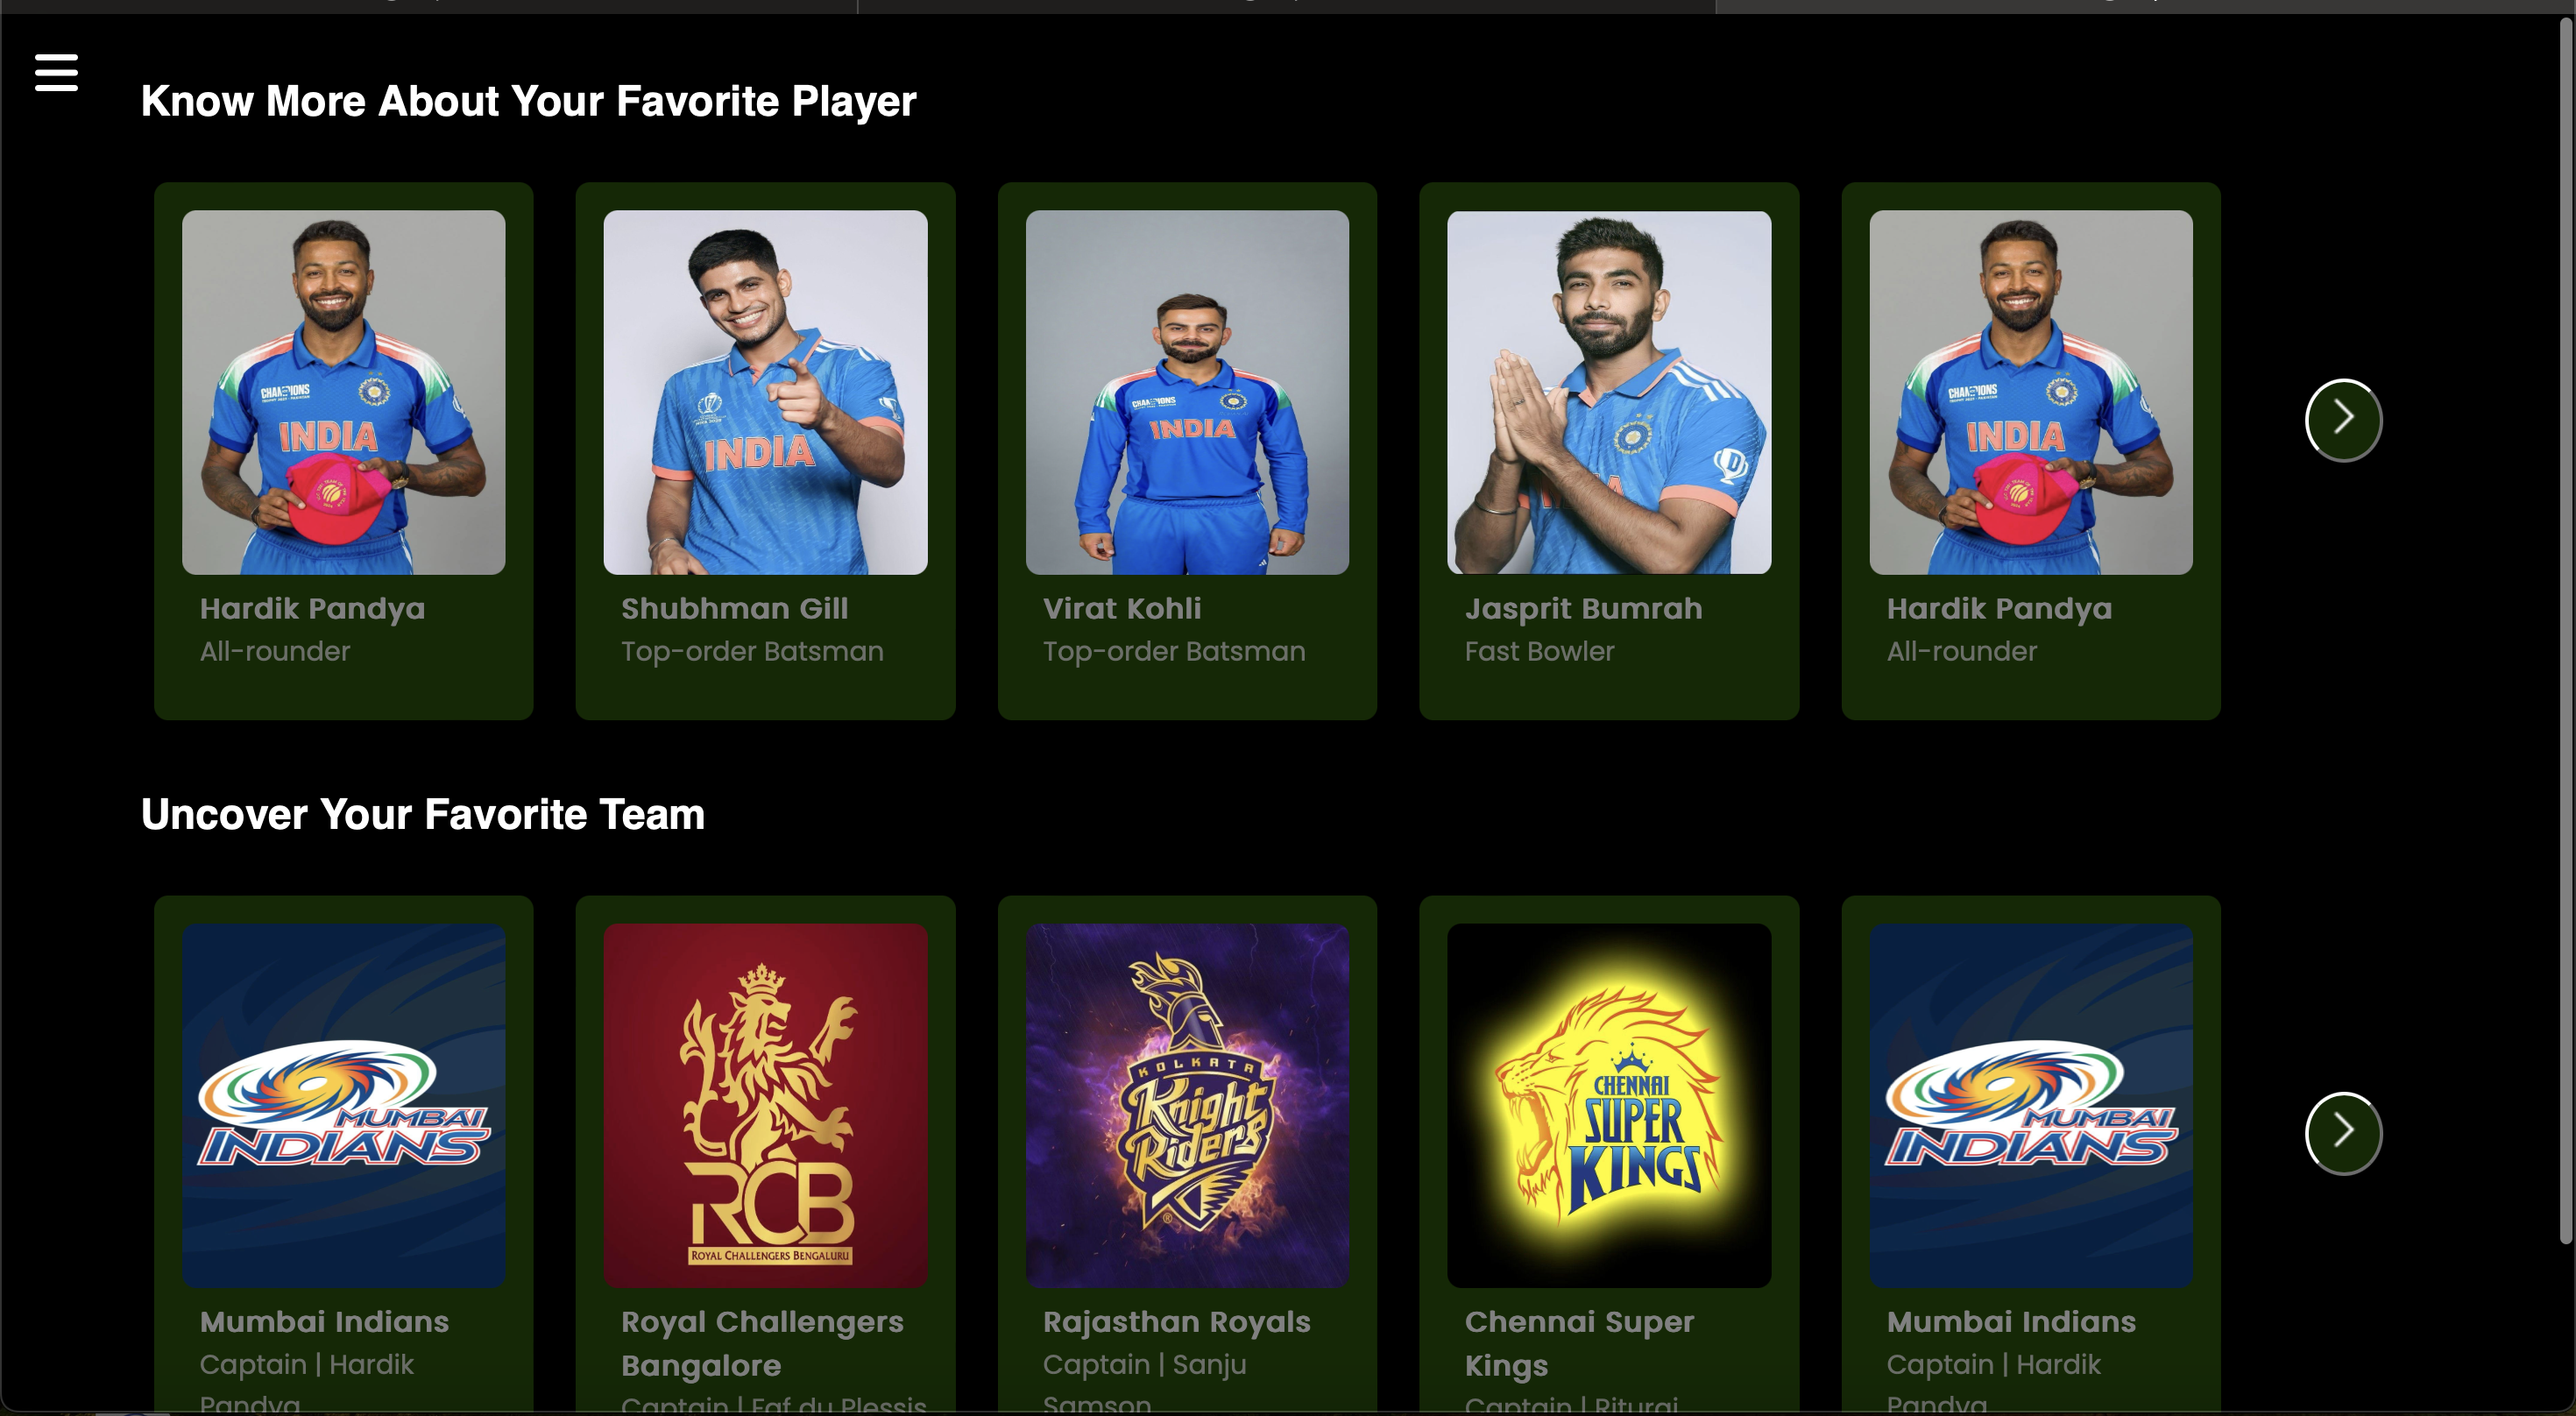 Know More About Your Favorite Player
CHAMPIONS
INDIA
INDIA
CHAMPIONS
INDIA
D
CHAMPIONS
INDIA
Hardik Pandya
All-rounder
Shubhman Gill
Top-order Batsman
Virat Kohli
Top-order Batsman
Jasprit Bumrah
Fast Bowler
Hardik Pandya
All-rounder
Uncover Your Favorite Team
MUMBAI
INDIANS
RCB
ROYAL CHALLENGERS BENGALURU
KOLKATA
Knight
Riders
®
CHENNAI
SUPER
KINGS
MUMBAI
INDIANS
Mumbai Indians
Captain | Hardik
Pandya
Royal Challengers
Bangalore
Captain | Faf du Plessis
Rajasthan Royals
Captain | Sanju
Samson
Chennai Super
Kings
Captain | Rituraj
Mumbai Indians
Captain | Hardik
Pandya